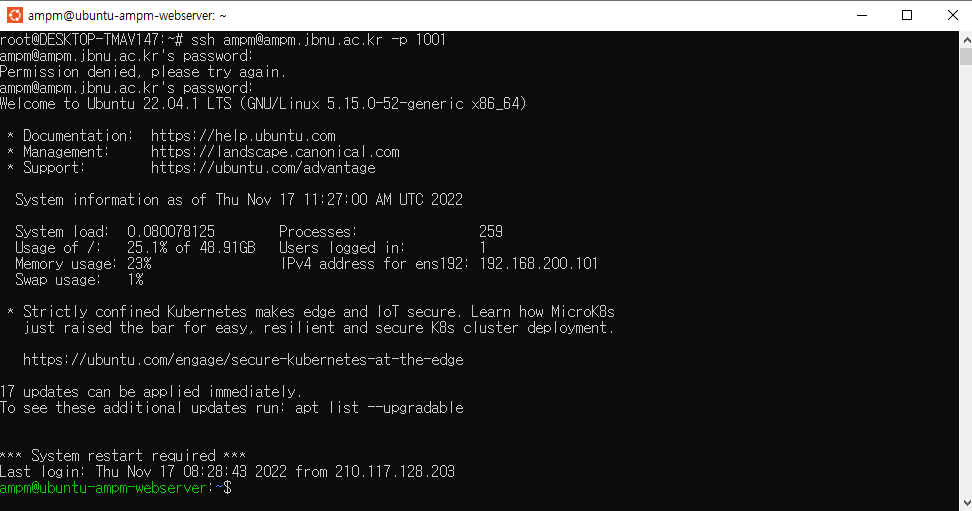 ampm@ubuntu-ampm-webserver: ~
root@DESKTOP-TMAV147:~# ssh ampm@ampm.jbnu.ac.kr -p 1001
ampm@ampm.jbnu.ac.kr's password:
Permission denied, please try again.
ampm@ampm.jbnu.ac.kr's password:
Welcome to Ubuntu 22.04.1 LTS (GNU/Linux 5.15.0-52-generic x86_64)
* Documentation:  https://help.ubuntu.com
* Management:     https://landscape.canonical.com
* Support:        https://ubuntu.com/advantage
System information as of Thu Nov 17 11:27:00 AM UTC 2022
System load:  0.080078125       Processes:              259
Usage of /:   25.1% of 48.91GB  Users logged in:        1
Memory usage: 23%               IPv4 address for ens192: 192.168.200.101
Swap usage:   1%
* Strictly confined Kubernetes makes edge and IoT secure. Learn how MicroK8s
just raised the bar for easy, resilient and secure K8s cluster deployment.
https://ubuntu.com/engage/secure-kubernetes-at-the-edge
17 updates can be applied immediately.
To see these additional updates run: apt list --upgradable
*** System restart required ***
Last login: Thu Nov 17 08:28:43 2022 from 210.117.128.203
ampm@ubuntu-ampm-webserver:~$